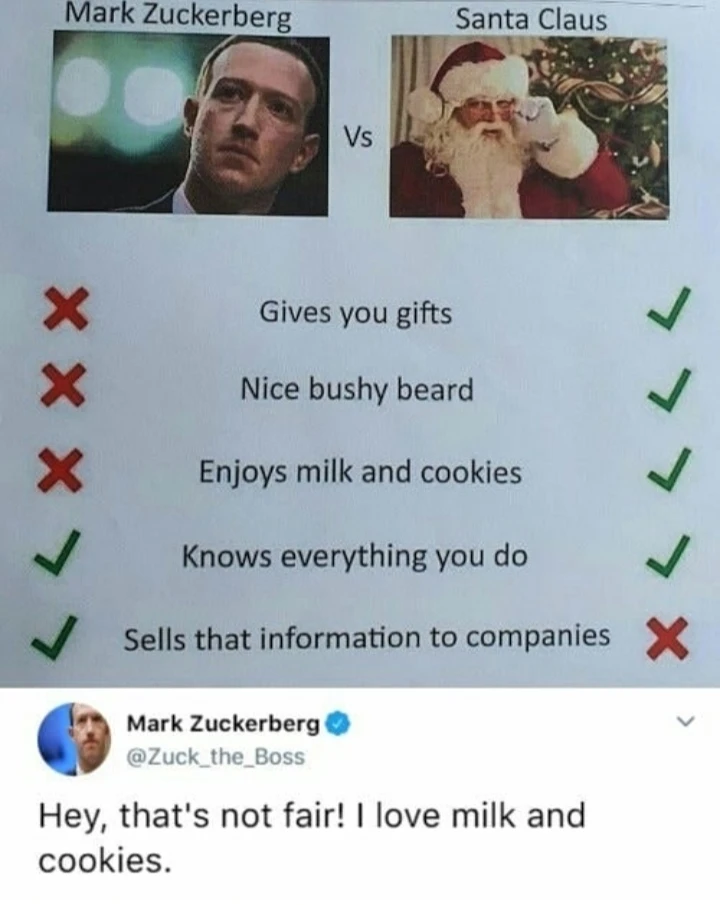 Mark Zuckerberg
Santa Claus
Vs
Gives you gifts
Nice bushy beard
Enjoys milk and cookies
Knows everything you do
Sells that information to companies
Mark Zuckerberg
@Zuck_the_Boss
Hey, that's not fair! I love milk and
cookies.